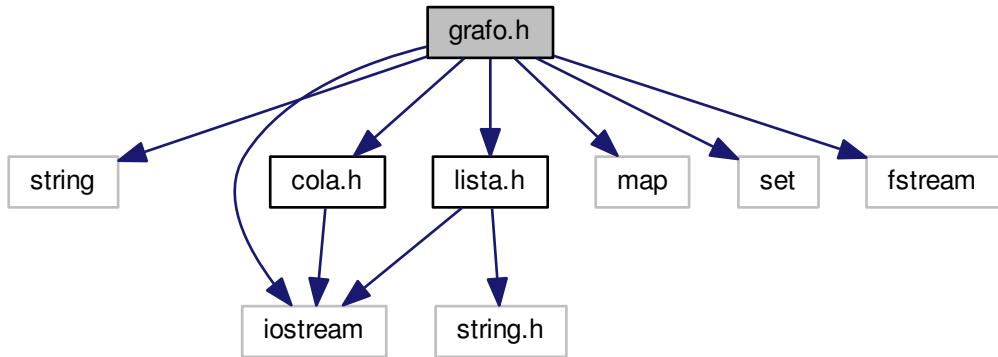 grafo.h
string
cola.h
lista.h
map
set
fstream
iostream
string.h